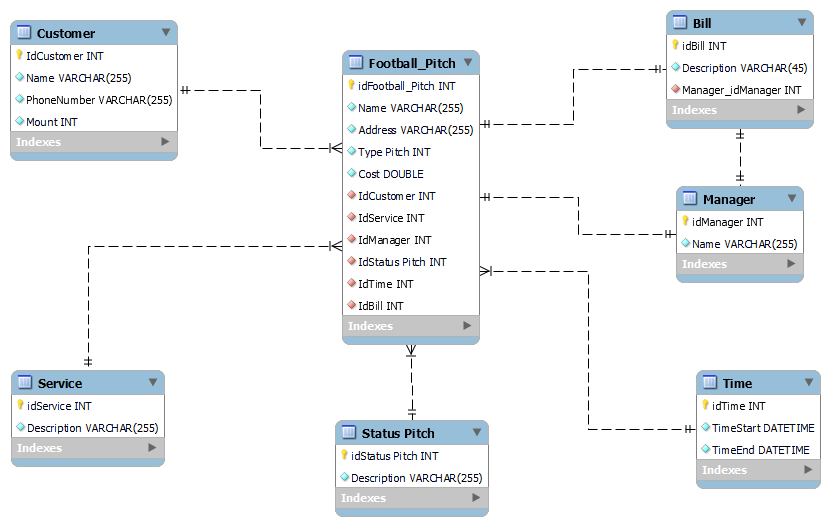 Customer
IdCustomer INT
Name VARCHAR(255)
PhoneNumber VARCHAR(255)
Mount INT
Indexes
Football_Pitch
idFootball_Pitch INT
Name VARCHAR(255)
Address VARCHAR(255)
Type Pitch INT
Cost DOUBLE
IdCustomer INT
IdService INT
IdManager INT
IdStatus Pitch INT
IdTime INT
IdBill INT
Indexes
Bill
idBill INT
Description VARCHAR(45)
Manager_idManager INT
Indexes
Manager
idManager INT
Name VARCHAR(255)
Indexes
Service
idService INT
Description VARCHAR(255)
Indexes
Status Pitch
idStatus Pitch INT
Description VARCHAR(255)
Indexes
Time
idTime INT
TimeStart DATETIME
TimeEnd DATETIME
Indexes